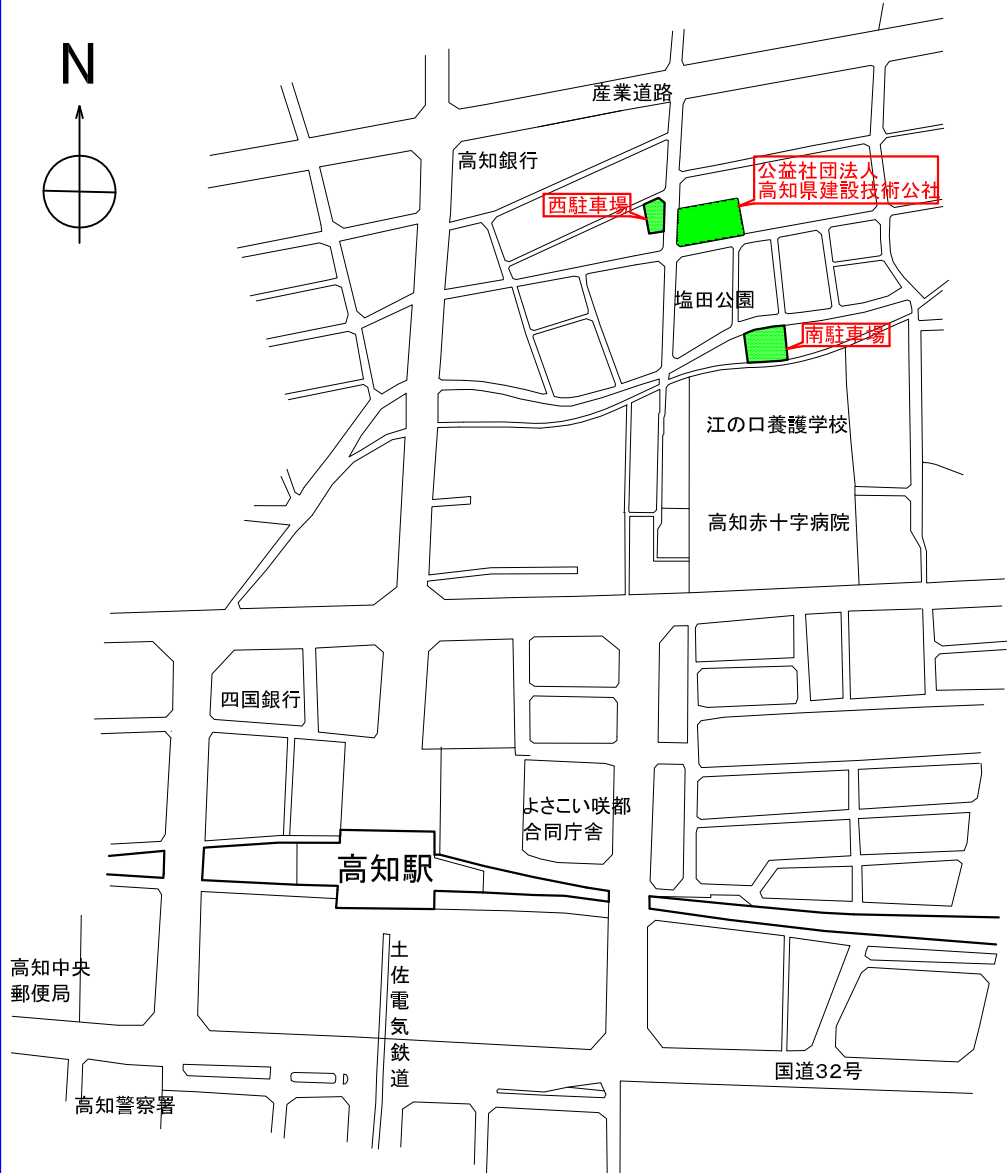 N
産業道路
高知銀行
公益社団法人
高知県建設技術公社
西駐車場
塩田公園
南駐車場
江の口養護学校
高知赤十字病院
四国銀行
よさこい咲都
合同庁舎
高知駅
土佐電気鉄道
高知中央
郵便局
国道32号
高知警察署